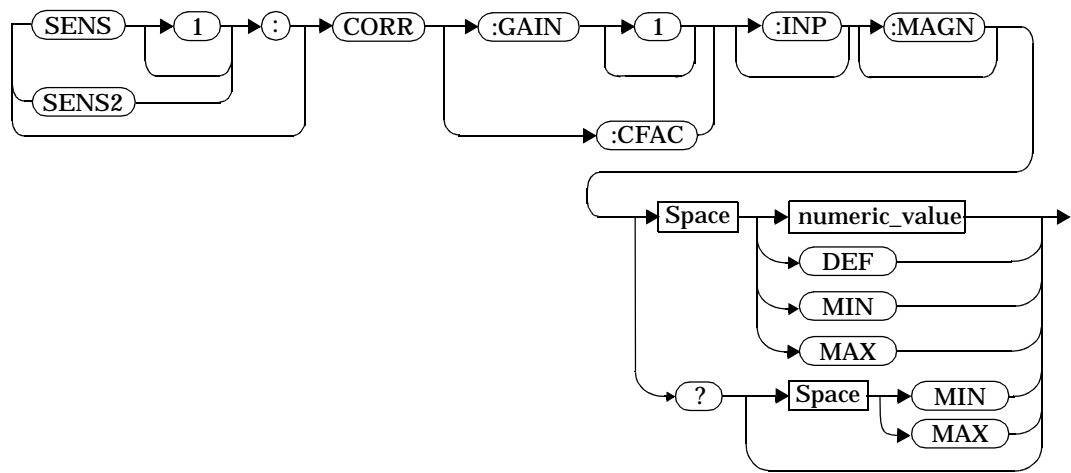 SENS 1 : CORR :GAIN 1 :INP :MAGN
SENS2
:CFAC
Space numeric_value
DEF
MIN
MAX
? Space MIN
MAX